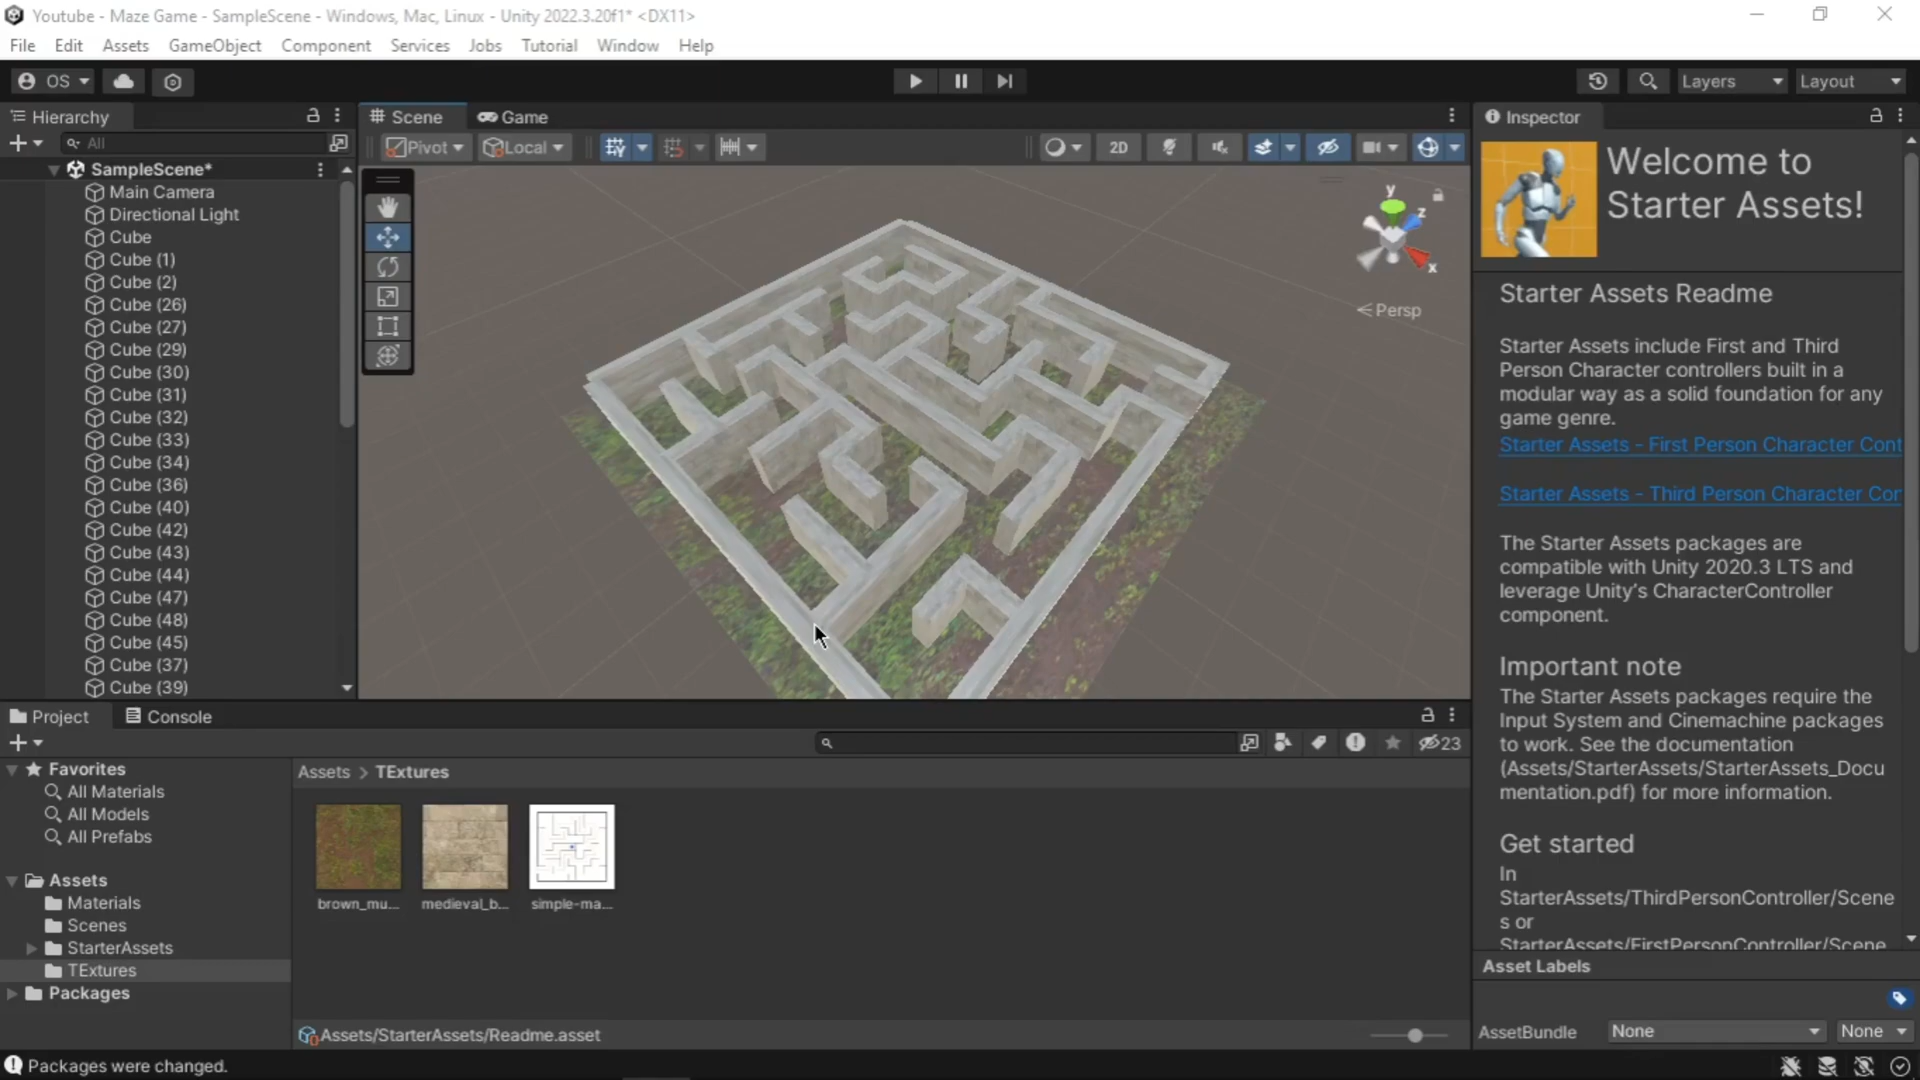 Youtube - Maze Game - SampleScene - Windows, Mac, Linux - Unity 2022.3.20f1* <DX11>
File Edit Assets GameObject Component Services Jobs Tutorial Window Help
OS Layers Layout
Hierarchy Scene Game Inspector
All Pivot Local 2D
SampleScene*
Main Camera
Directional Light
Cube
Cube (1)
Cube (2)
Cube (26)
Cube (27)
Cube (29)
Cube (30)
Cube (31)
Cube (32)
Cube (33)
Cube (34)
Cube (36)
Cube (40)
Cube (42)
Cube (43)
Cube (44)
Cube (47)
Cube (48)
Cube (45)
Cube (37)
Cube (39)
y
z
x
< Persp
Welcome to
Starter Assets!
Starter Assets Readme
Starter Assets include First and Third
Person Character controllers built in a
modular way as a solid foundation for any
game genre.
Starter Assets - First Person Character Cont
Starter Assets - Third Person Character Cor
The Starter Assets packages are
compatible with Unity 2020.3 LTS and
leverage Unity's CharacterController
component.
Important note
The Starter Assets packages require the
Input System and Cinemachine packages
to work. See the documentation
(Assets/StarterAssets/StarterAssets_Docu
mentation.pdf) for more information.
Get started
In
StarterAssets/ThirdPersonController/Scene
s or
StarterAssets/FirstPersonController/Scene
Asset Labels
AssetBundle None None
Project Console
23
Favorites
All Materials
All Models
All Prefabs
Assets
Materials
Scenes
StarterAssets
TExtures
Packages
Assets > TExtures
brown_mu... medieval_b... simple-ma...
Assets/StarterAssets/Readme.asset
Packages were changed.